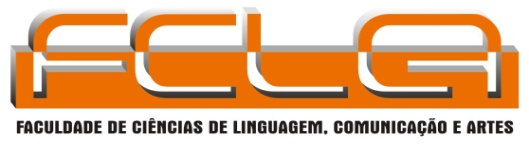 FCLA
FACULDADE DE CIÊNCIAS DE LINGUAGEM, COMUNICAÇÃO E ARTES